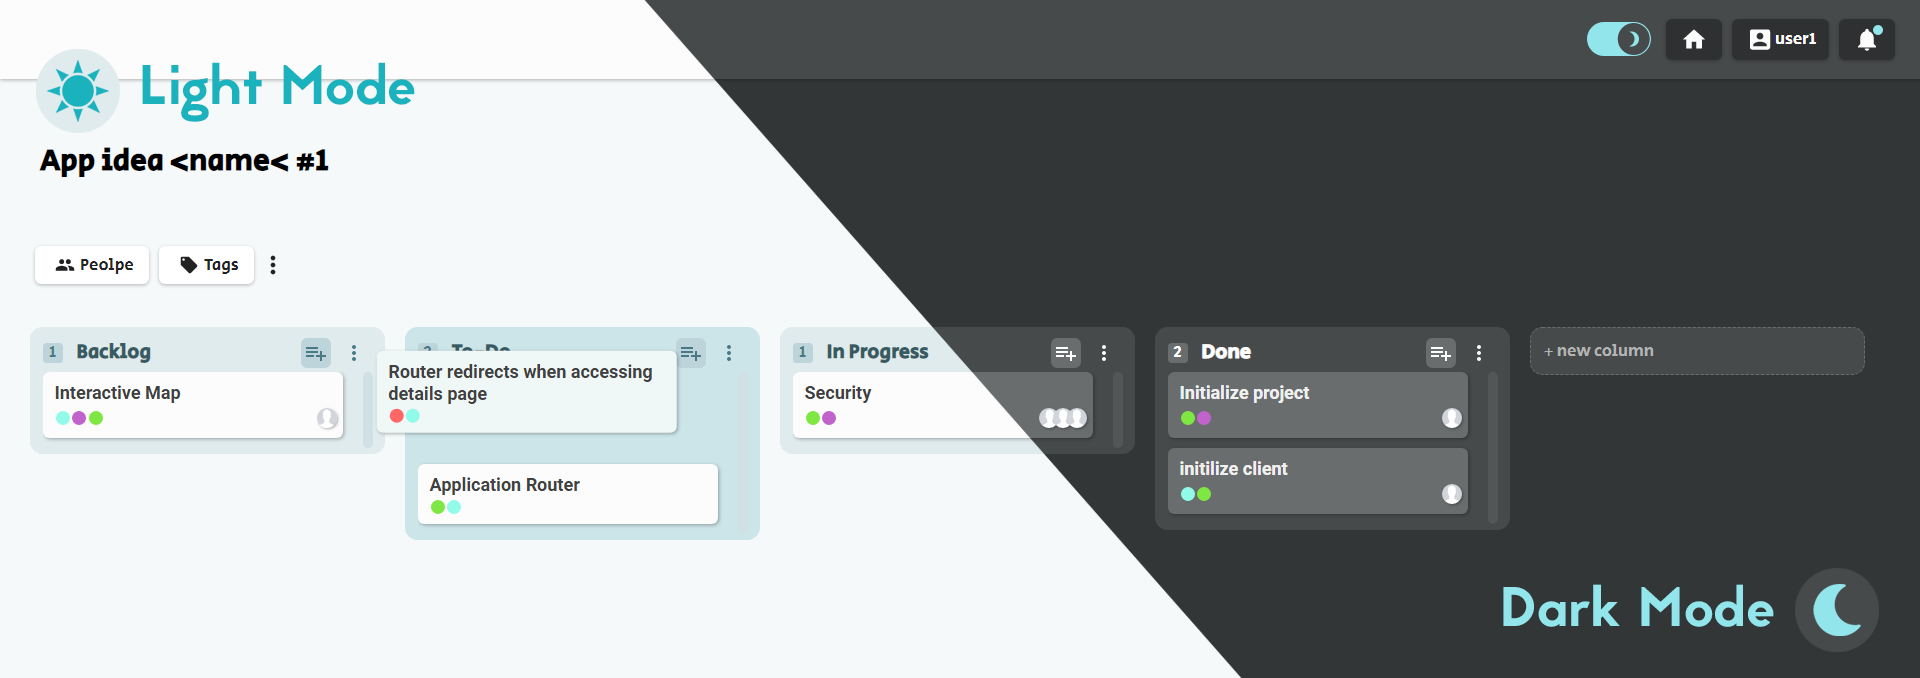 user1
Light Mode
App idea <name< #1
Peolpe
Tags
1 Backlog
To-Do
1 In Progress
2 Done
+ new column
Interactive Map
Router redirects when accessing
details page
Application Router
Security
Initialize project
initilize client
Dark Mode